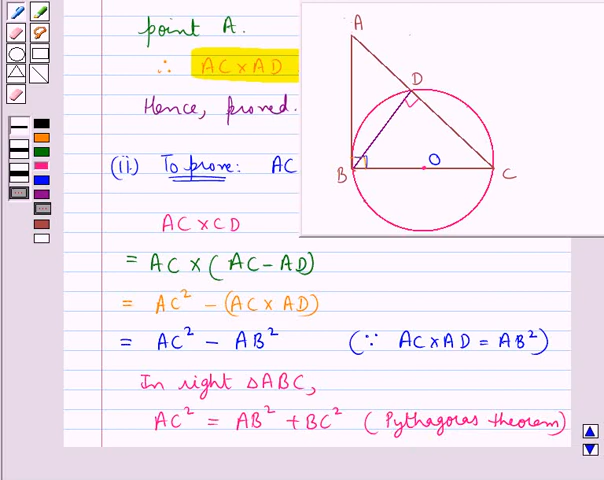 point A.
∴ AC×AD
Hence, proved.
(ii) To prove: AC
AC×CD
= AC × (AC−AD)
= AC² − (AC × AD)
= AC² − AB² (∵ AC×AD = AB²)
In right △ABC,
AC² = AB² + BC² (Pythagoras theorem)
A
D
B
O
C